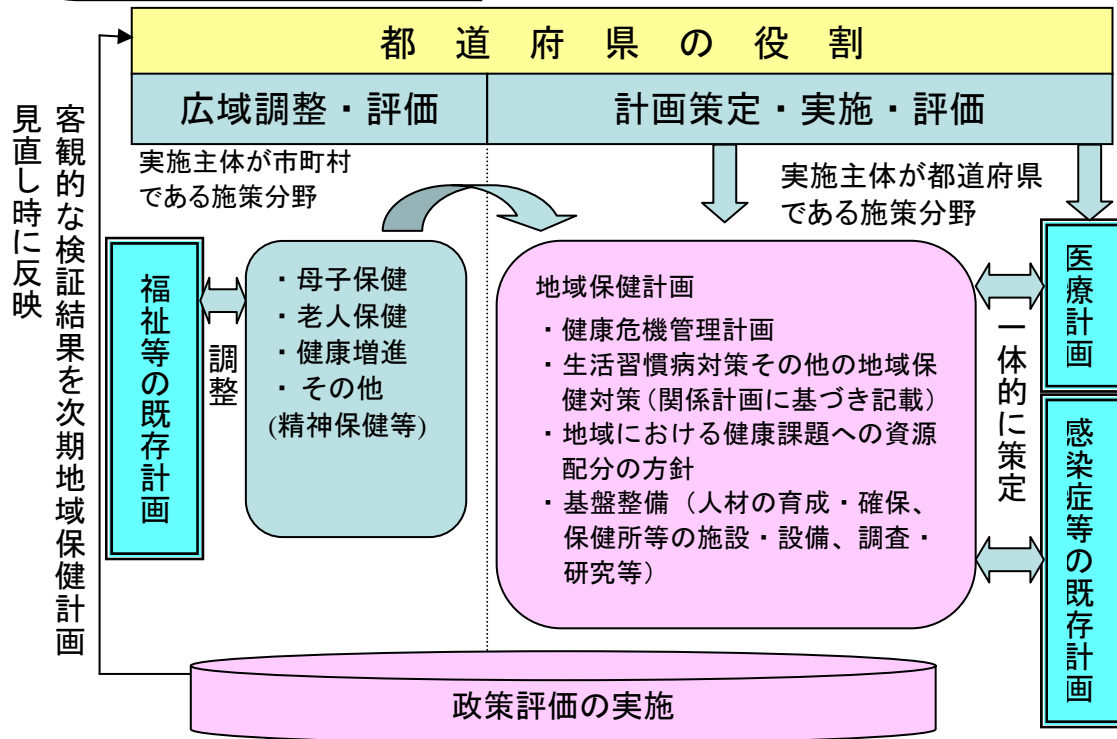 都道府県の役割
広域調整・評価
計画策定・実施・評価
実施主体が市町村
である施策分野
実施主体が都道府県
である施策分野
客観的な検証結果を次期地域保健計画
見直し時に反映
福祉等の既存計画
調整
・母子保健
・老人保健
・健康増進
・その他
(精神保健等)
地域保健計画
・健康危機管理計画
・生活習慣病対策その他の地域保
健対策(関係計画に基づき記載)
・地域における健康課題への資源
配分の方針
・基盤整備(人材の育成・確保、
保健所等の施設・設備、調査・
研究等)
一体的に策定
医療計画
感染症等の既存計画
政策評価の実施